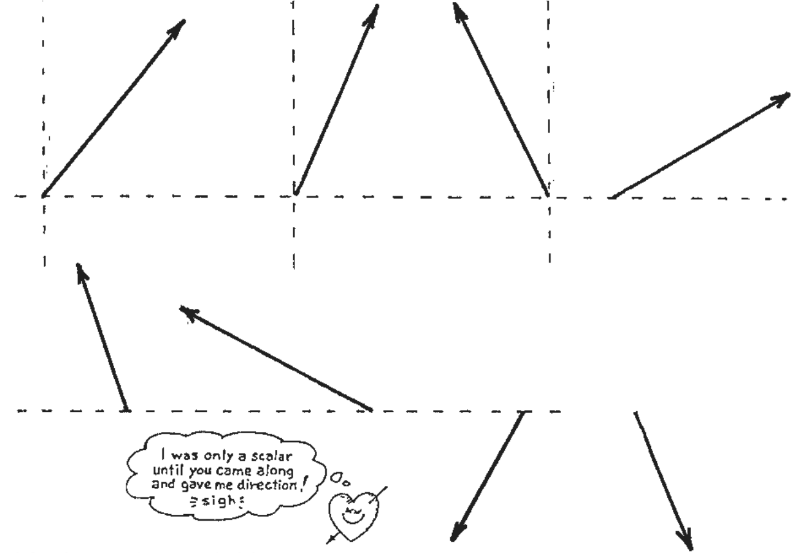 I was only a scalar
until you came along
and gave me direction!
sigh